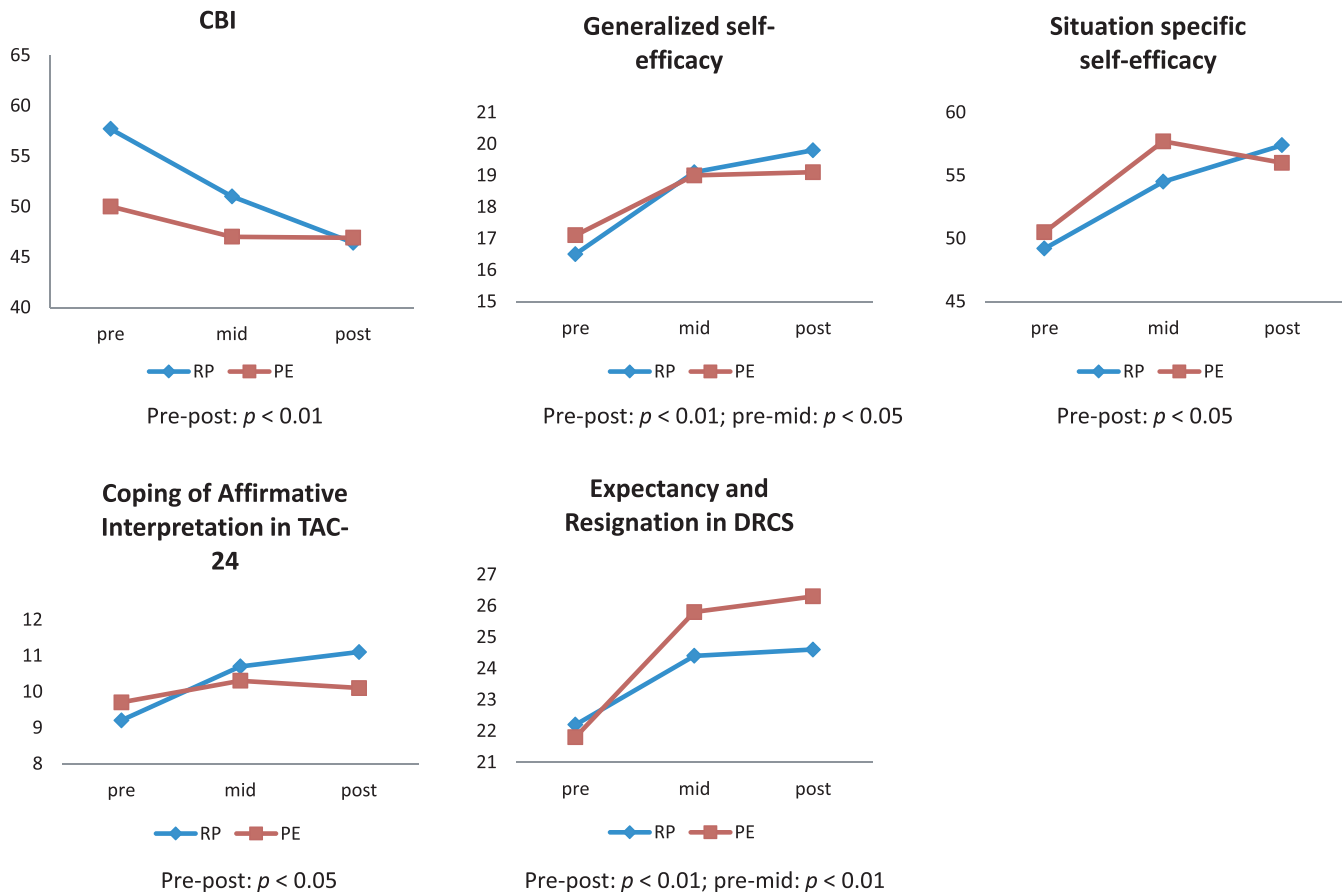 CBI
65
60
55
50
45
40
pre mid post
RP PE
Pre-post: p < 0.01
Generalized self-
efficacy
21
20
19
18
17
16
15
pre mid post
RP PE
Pre-post: p < 0.01; pre-mid: p < 0.05
Situation specific
self-efficacy
60
55
50
45
pre mid post
RP PE
Pre-post: p < 0.05
Coping of Affirmative
Interpretation in TAC-
24
12
11
10
9
8
pre mid post
RP PE
Pre-post: p < 0.05
Expectancy and
Resignation in DRCS
27
26
25
24
23
22
21
pre mid post
RP PE
Pre-post: p < 0.01; pre-mid: p < 0.01